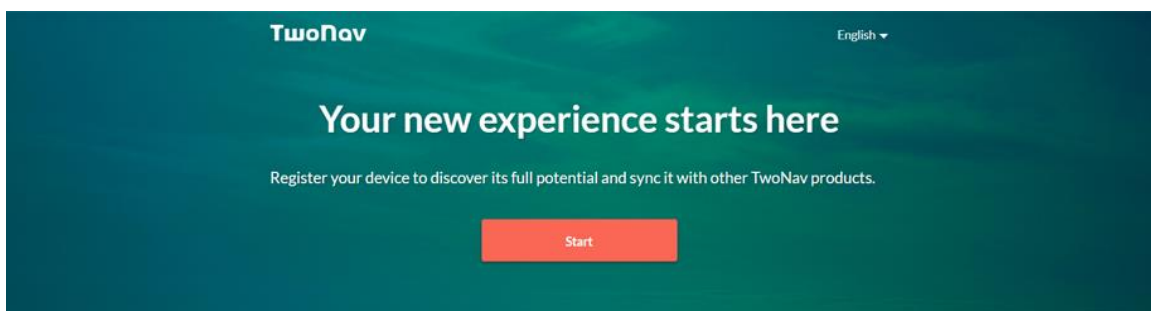 TwoNav
English
Your new experience starts here
Register your device to discover its full potential and sync it with other TwoNav products.
Start